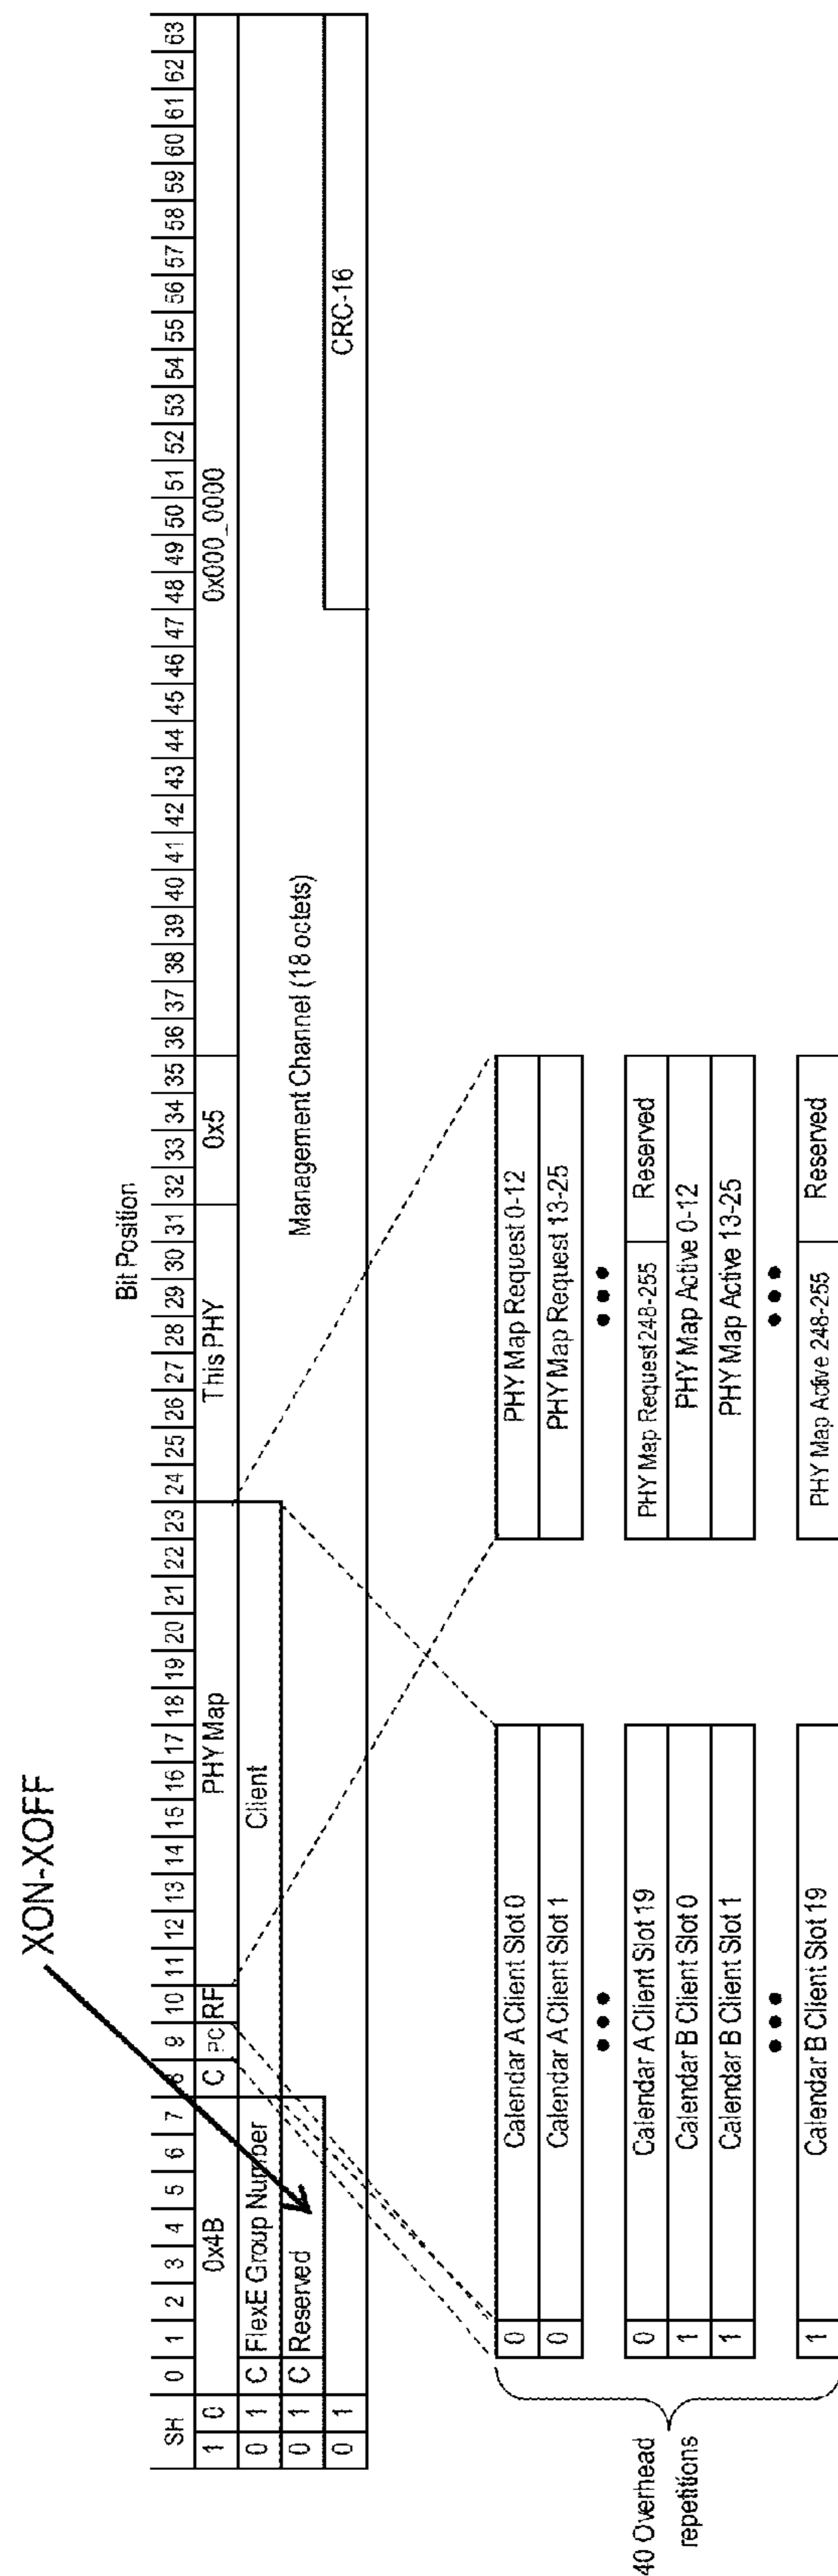 XON-XOFF
Bit Position
SH 0 1 2 3 4 5 6 7 8 9 10 11 12 13 14 15 16 17 18 19 20 21 22 23 24 25 26 27 28 29 30 31 32 33 34 35 36 37 38 39 40 41 42 43 44 45 46 47 48 49 50 51 52 53 54 55 56 57 58 59 60 61 62 63
1 0 0x4B C PC RF PHY Map This PHY 0x5 0x000_0000
0 1 C FlexE Group Number Client
0 1 C Reserved Management Channel (18 octets)
0 1 CRC-16
40 Overhead
repetitions
0 Calendar A Client Slot 0
0 Calendar A Client Slot 1
0 Calendar A Client Slot 19
1 Calendar B Client Slot 0
1 Calendar B Client Slot 1
1 Calendar B Client Slot 19
PHY Map Request 0-12
PHY Map Request 13-25
PHY Map Request 248-255 Reserved
PHY Map Active 0-12
PHY Map Active 13-25
PHY Map Active 248-255 Reserved